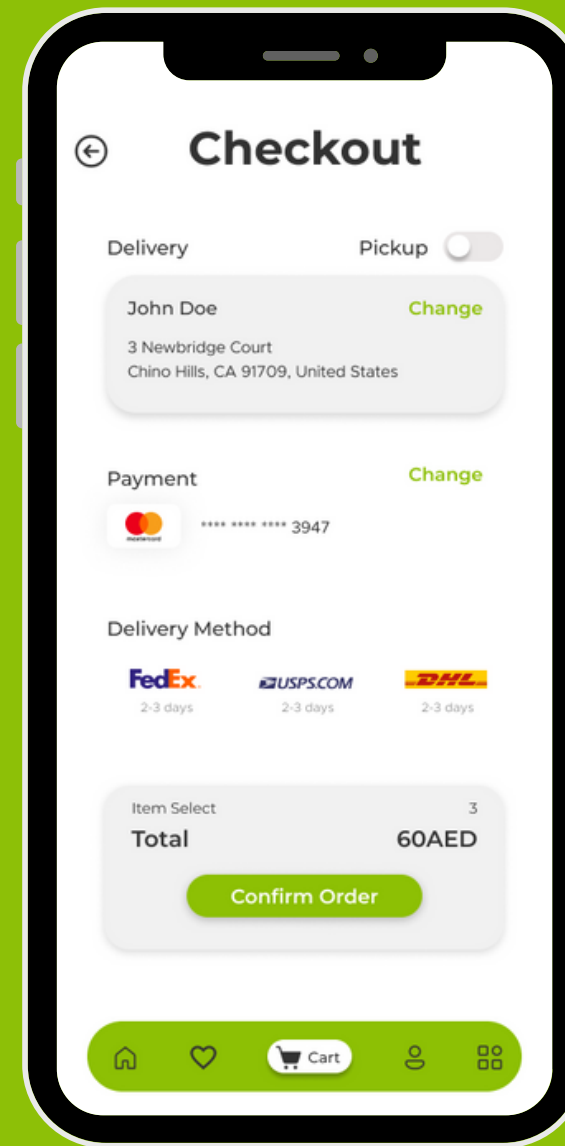 Checkout
Delivery Pickup
John Doe Change
3 Newbridge Court
Chino Hills, CA 91709, United States
Payment Change
mastercard **** **** **** 3947
Delivery Method
FedEx USPS.COM DHL
2-3 days 2-3 days 2-3 days
Item Select 3
Total 60AED
Confirm Order
Cart